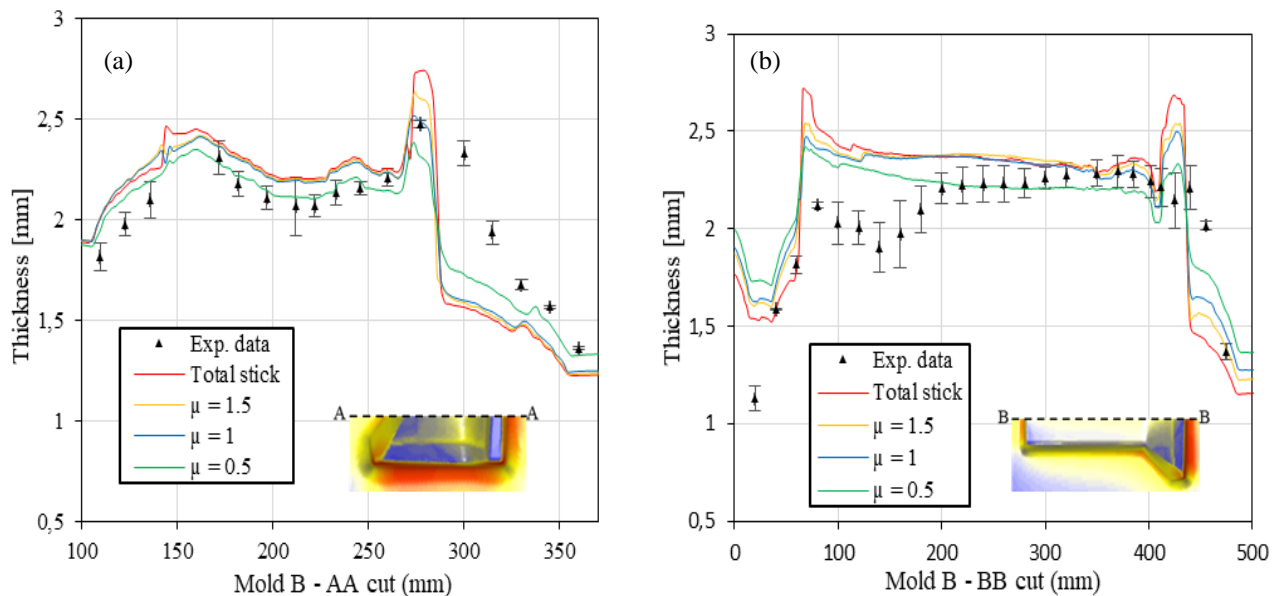 (a)
3
2,5
2
1,5
1
0,5
Thickness [mm]
100
150
200
250
300
350
Mold B - AA cut (mm)
Exp. data
Total stick
μ = 1.5
μ = 1
μ = 0.5
A
A
(b)
3
2,5
2
1,5
1
0,5
Thickness [mm]
0
100
200
300
400
500
Mold B - BB cut (mm)
Exp. data
Total stick
μ = 1.5
μ = 1
μ = 0.5
B
B